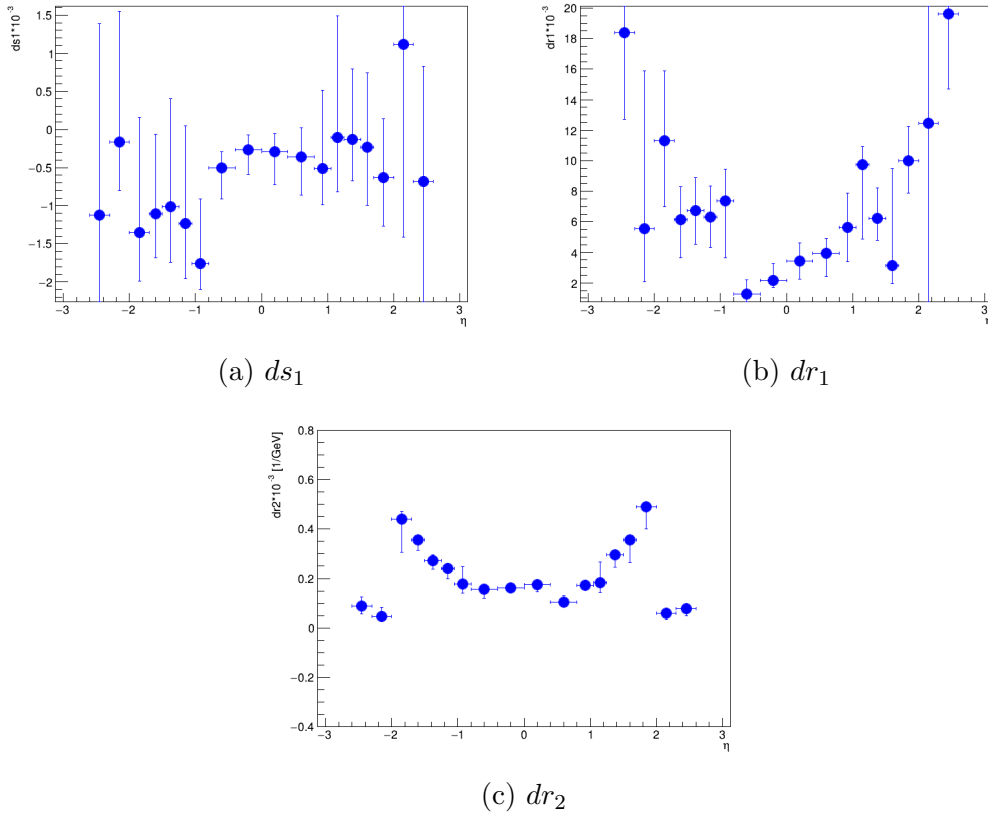 ds1*10⁻³
1.5
1
0.5
0
−0.5
−1
−1.5
−2
−3 −2 −1 0 1 2 3
η
(a) ds₁
dr1*10⁻³
20
18
16
14
12
10
8
6
4
2
−3 −2 −1 0 1 2 3
η
(b) dr₁
dr2*10⁻³ [1/GeV]
0.8
0.6
0.4
0.2
0
−0.2
−0.4
−3 −2 −1 0 1 2 3
η
(c) dr₂